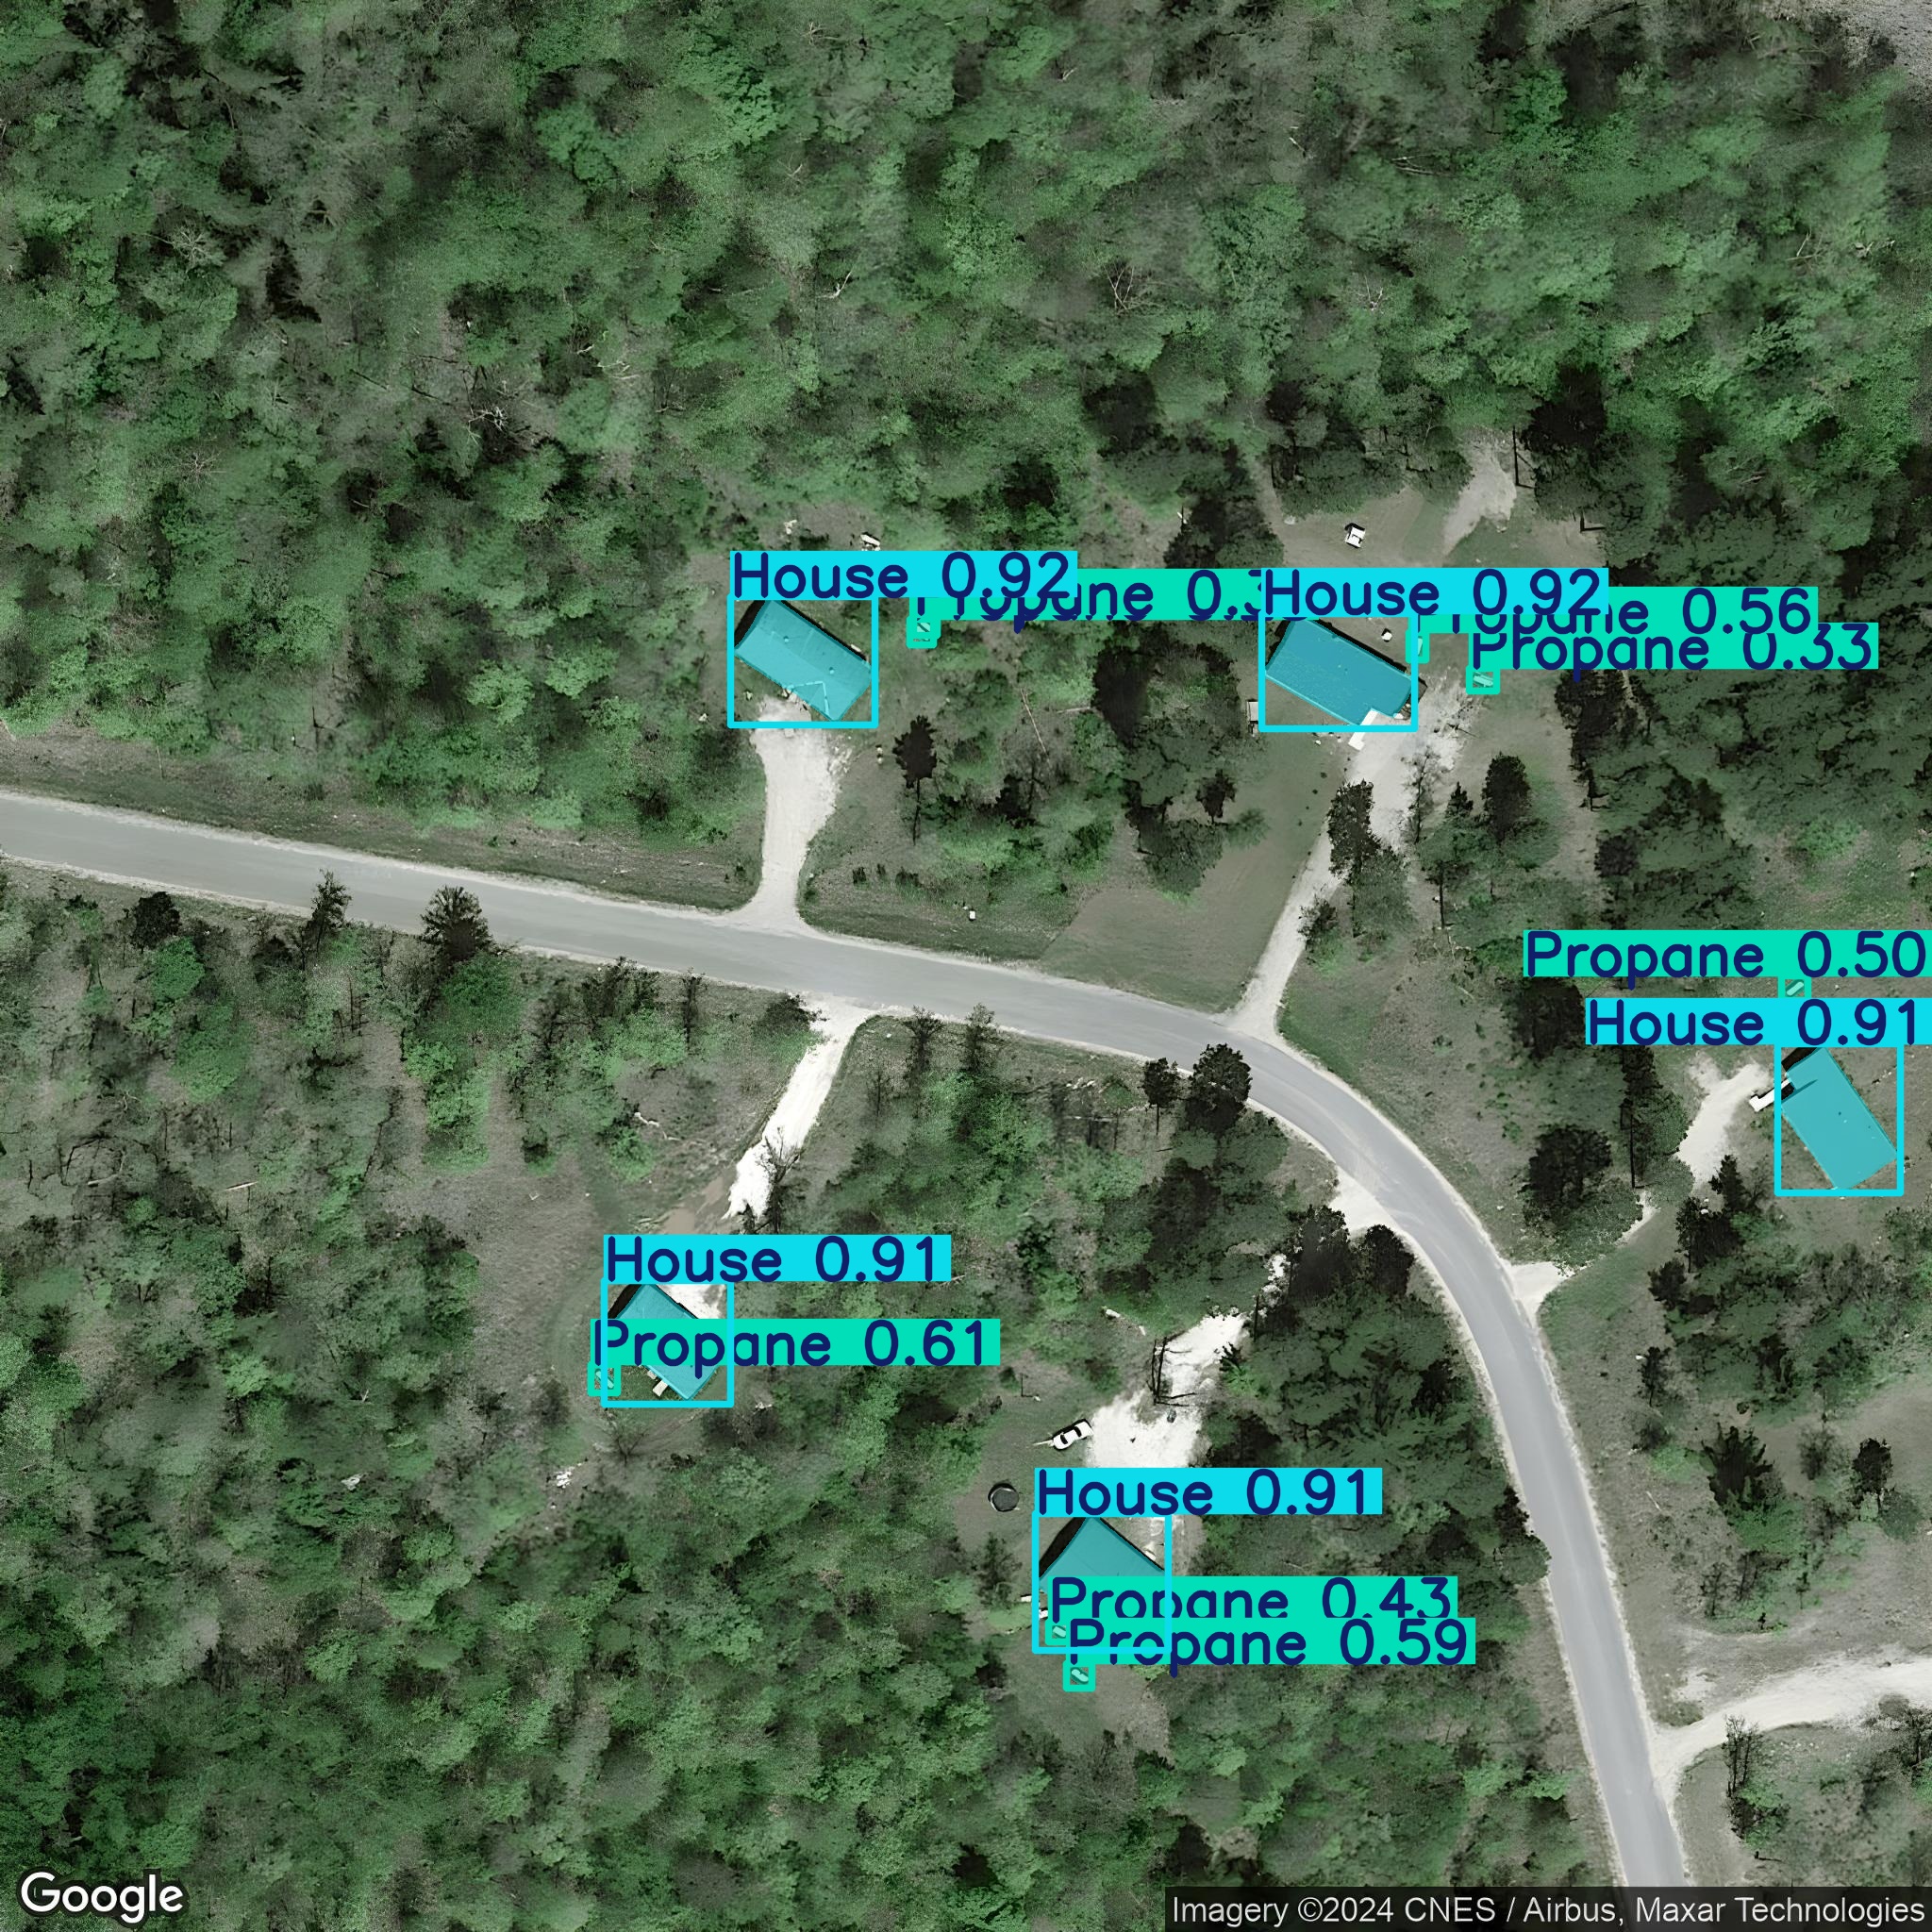 House 0.92
House 0.92
0.56
Propane 0.33
Propane 0.50
House 0.91
House 0.91
Propane 0.61
House 0.91
Propane 0.43
Propane 0.59
Google
Imagery ©2024 CNES / Airbus, Maxar Technologies